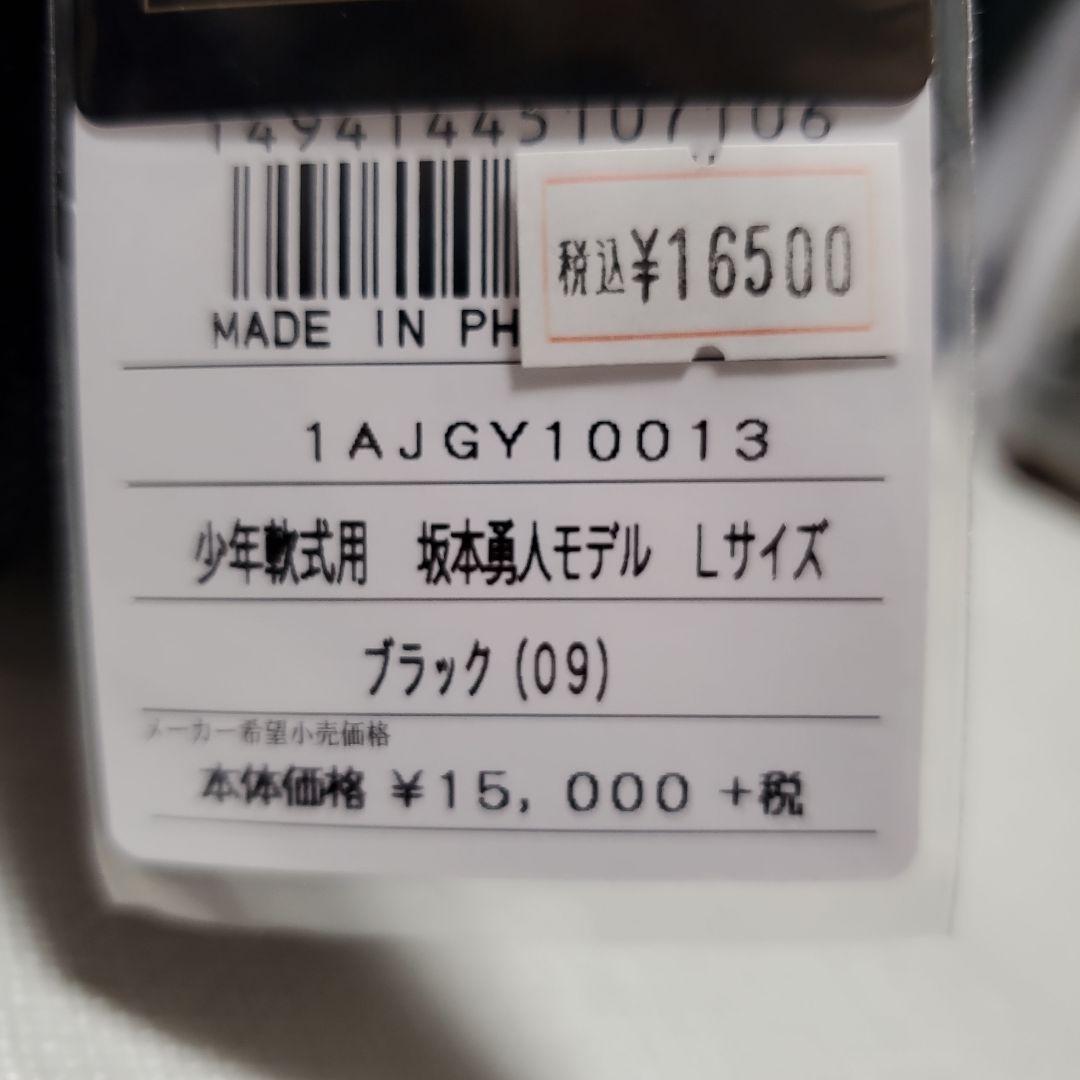 14941445107106
税込¥16500
MADE IN PH
1AJGY10013
少年軟式用 坂本勇人モデル Lサイズ
ブラック(09)
メーカー希望小売価格
本体価格 ¥15,000 +税